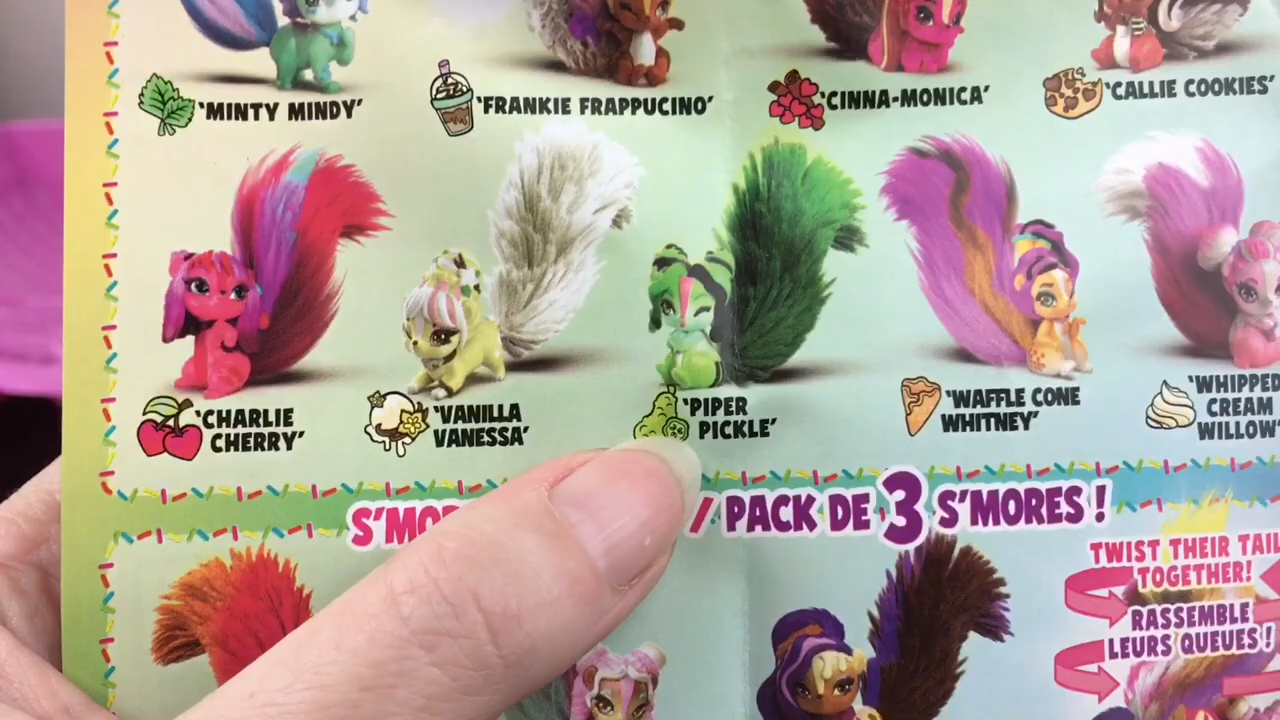 'MINTY MINDY'
'FRANKIE FRAPPUCINO'
'CINNA-MONICA'
'CALLIE COOKIES'
'CHARLIE
CHERRY'
'VANILLA
VANESSA'
'PIPER
PICKLE'
'WAFFLE CONE
WHITNEY'
'WHIPPED
CREAM
WILLOW'
/ PACK DE 3 S'MORES !
TWIST THEIR TAIL
TOGETHER!
RASSEMBLE
LEURS QUEUES !